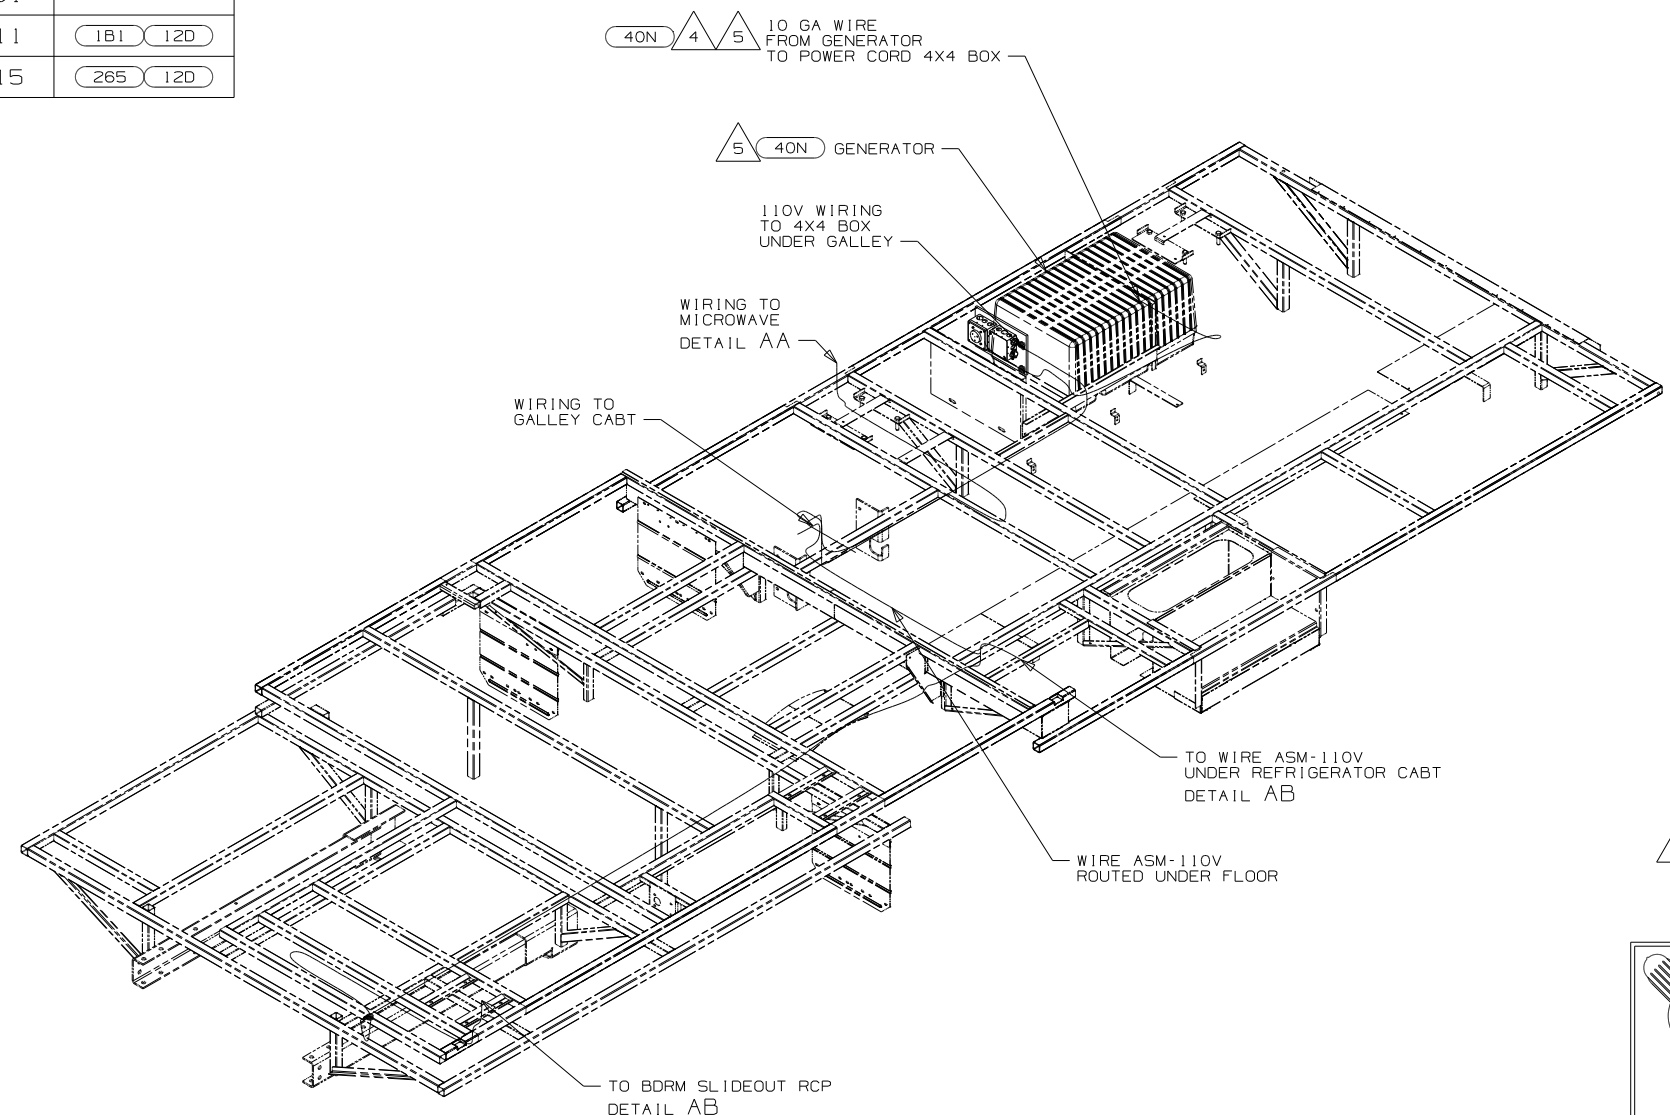 11 1B1 12D
15 265 12D
40N 4 5 10 GA WIRE
FROM GENERATOR
TO POWER CORD 4X4 BOX
5 40N GENERATOR
110V WIRING
TO 4X4 BOX
UNDER GALLEY
WIRING TO
MICROWAVE
DETAIL AA
WIRING TO
GALLEY CABT
TO WIRE ASM-110V
UNDER REFRIGERATOR CABT
DETAIL AB
WIRE ASM-110V
ROUTED UNDER FLOOR
TO BDRM SLIDEOUT RCP
DETAIL AB